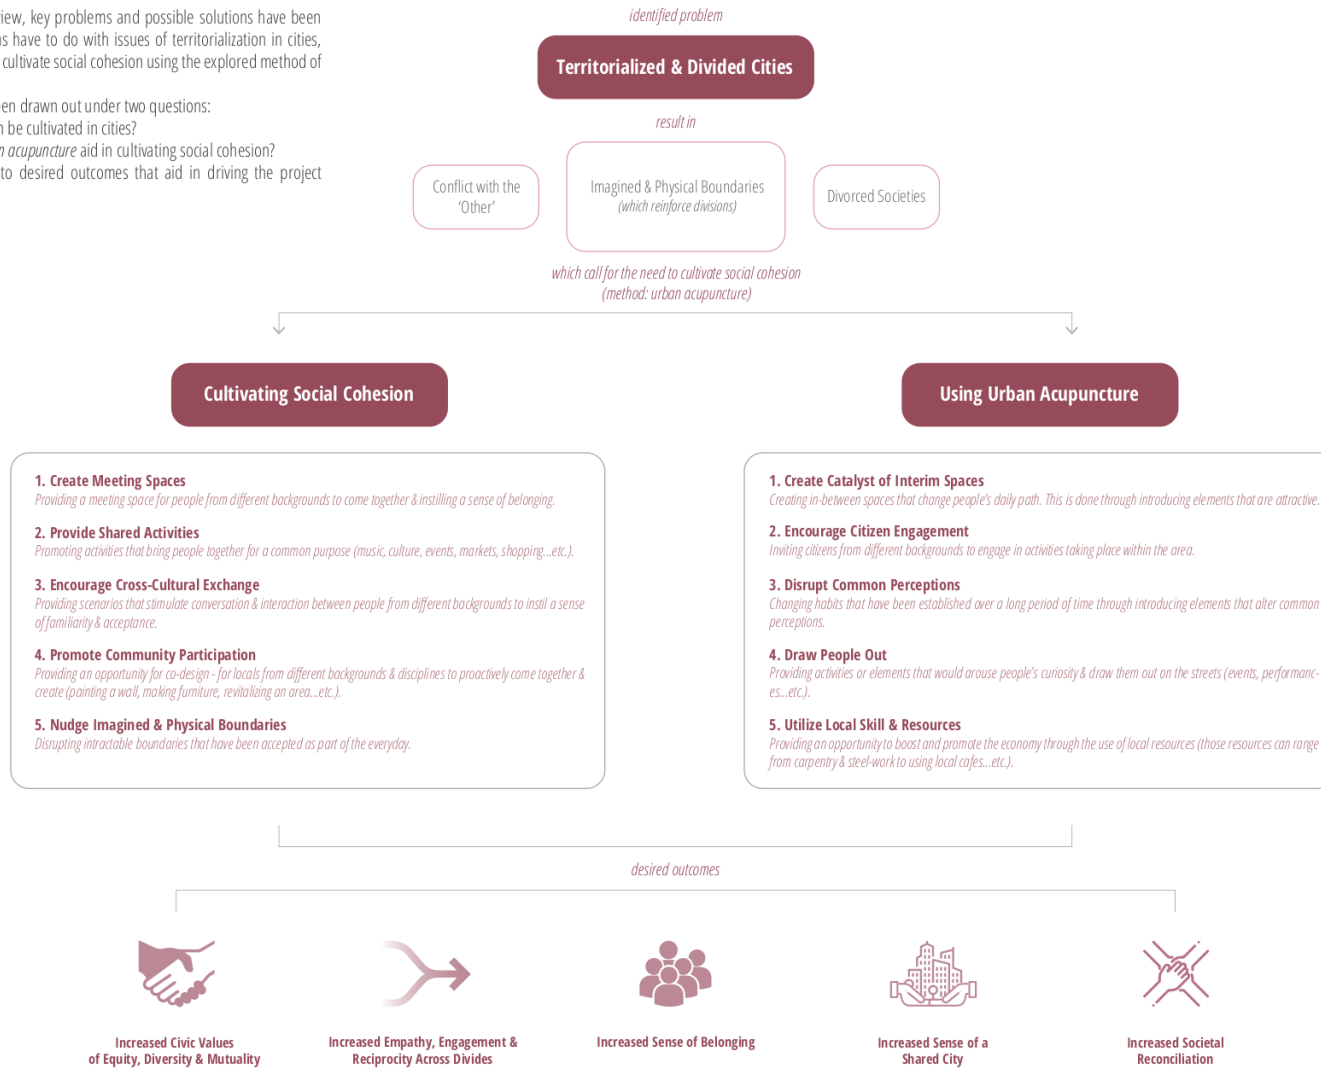 iew, key problems and possible solutions have been
s have to do with issues of territorialization in cities,
cultivate social cohesion using the explored method of
en drawn out under two questions:
n be cultivated in cities?
n acupuncture aid in cultivating social cohesion?
to desired outcomes that aid in driving the project
identified problem
Territorialized & Divided Cities
result in
Conflict with the
‘Other’
Imagined & Physical Boundaries
(which reinforce divisions)
Divorced Societies
which call for the need to cultivate social cohesion
(method: urban acupuncture)
Cultivating Social Cohesion
1. Create Meeting Spaces
Providing a meeting space for people from different backgrounds to come together & instilling a sense of belonging.
2. Provide Shared Activities
Promoting activities that bring people together for a common purpose (music, culture, events, markets, shopping...etc.).
3. Encourage Cross-Cultural Exchange
Providing scenarios that stimulate conversation & interaction between people from different backgrounds to instil a sense
of familiarity & acceptance.
4. Promote Community Participation
Providing an opportunity for co-design - for locals from different backgrounds & disciplines to proactively come together &
create (painting a wall, making furniture, revitalizing an area...etc.).
5. Nudge Imagined & Physical Boundaries
Disrupting intractable boundaries that have been accepted as part of the everyday.
Using Urban Acupuncture
1. Create Catalyst of Interim Spaces
Creating in-between spaces that change people’s daily path. This is done through introducing elements that are attractive.
2. Encourage Citizen Engagement
Inviting citizens from different backgrounds to engage in activities taking place within the area.
3. Disrupt Common Perceptions
Changing habits that have been established over a long period of time through introducing elements that alter common
perceptions.
4. Draw People Out
Providing activities or elements that would arouse people’s curiosity & draw them out on the streets (events, performanc-
es...etc.).
5. Utilize Local Skill & Resources
Providing an opportunity to boost and promote the economy through the use of local resources (those resources can range
from carpentry & steel-work to using local cafes...etc.).
desired outcomes
Increased Civic Values
of Equity, Diversity & Mutuality
Increased Empathy, Engagement &
Reciprocity Across Divides
Increased Sense of Belonging
Increased Sense of a
Shared City
Increased Societal
Reconciliation